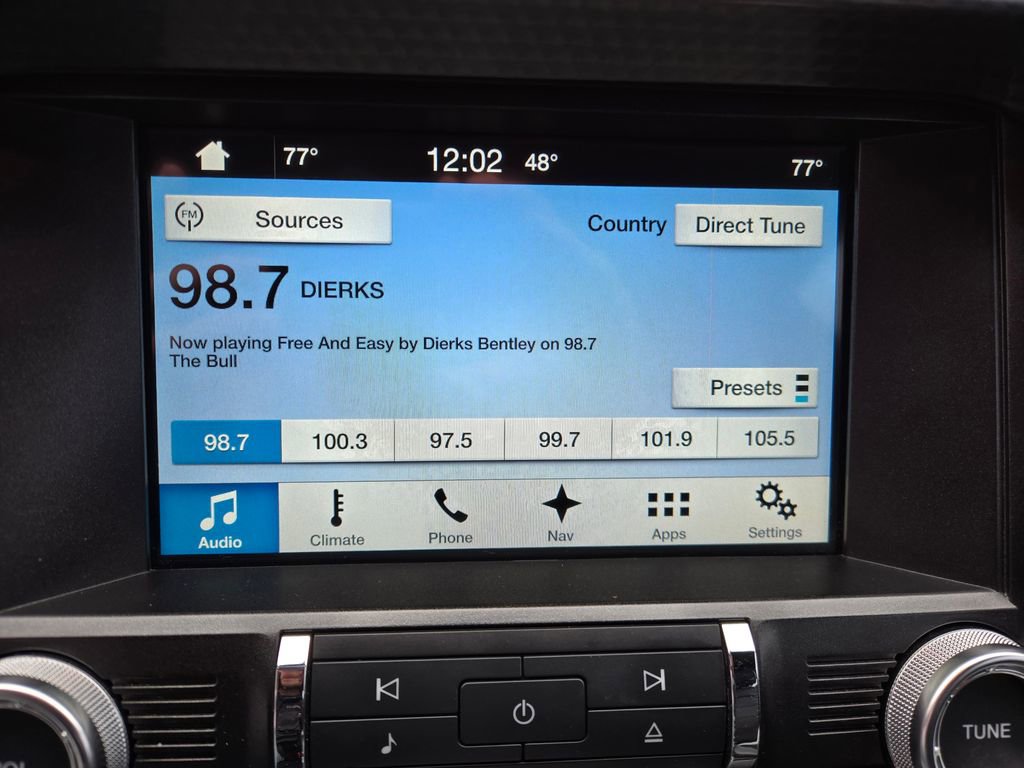 77° 12:02 48° 77°
FM Sources Country Direct Tune
98.7 DIERKS
Now playing Free And Easy by Dierks Bentley on 98.7
The Bull
Presets
98.7 100.3 97.5 99.7 101.9 105.5
Audio Climate Phone Nav Apps Settings
TUNE